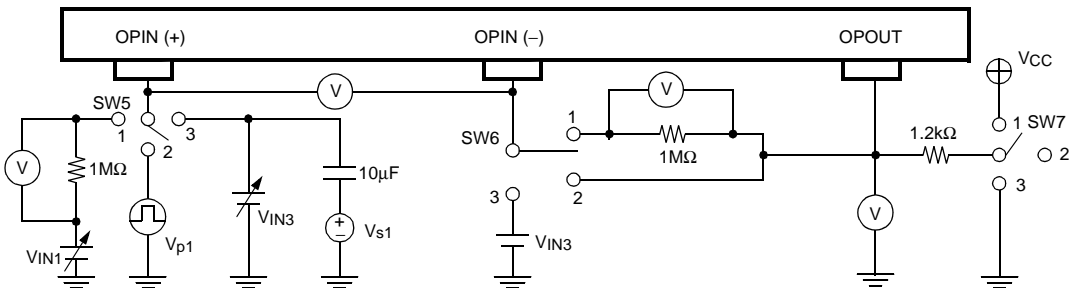 OPIN (+)
OPIN (−)
OPOUT
VCC
SW5
1
2
3
V
1MΩ
VIN1
Vp1
VIN3
10μF
+
−
Vs1
V
SW6
1
2
3
V
1MΩ
VIN3
1.2kΩ
V
1
SW7
2
3